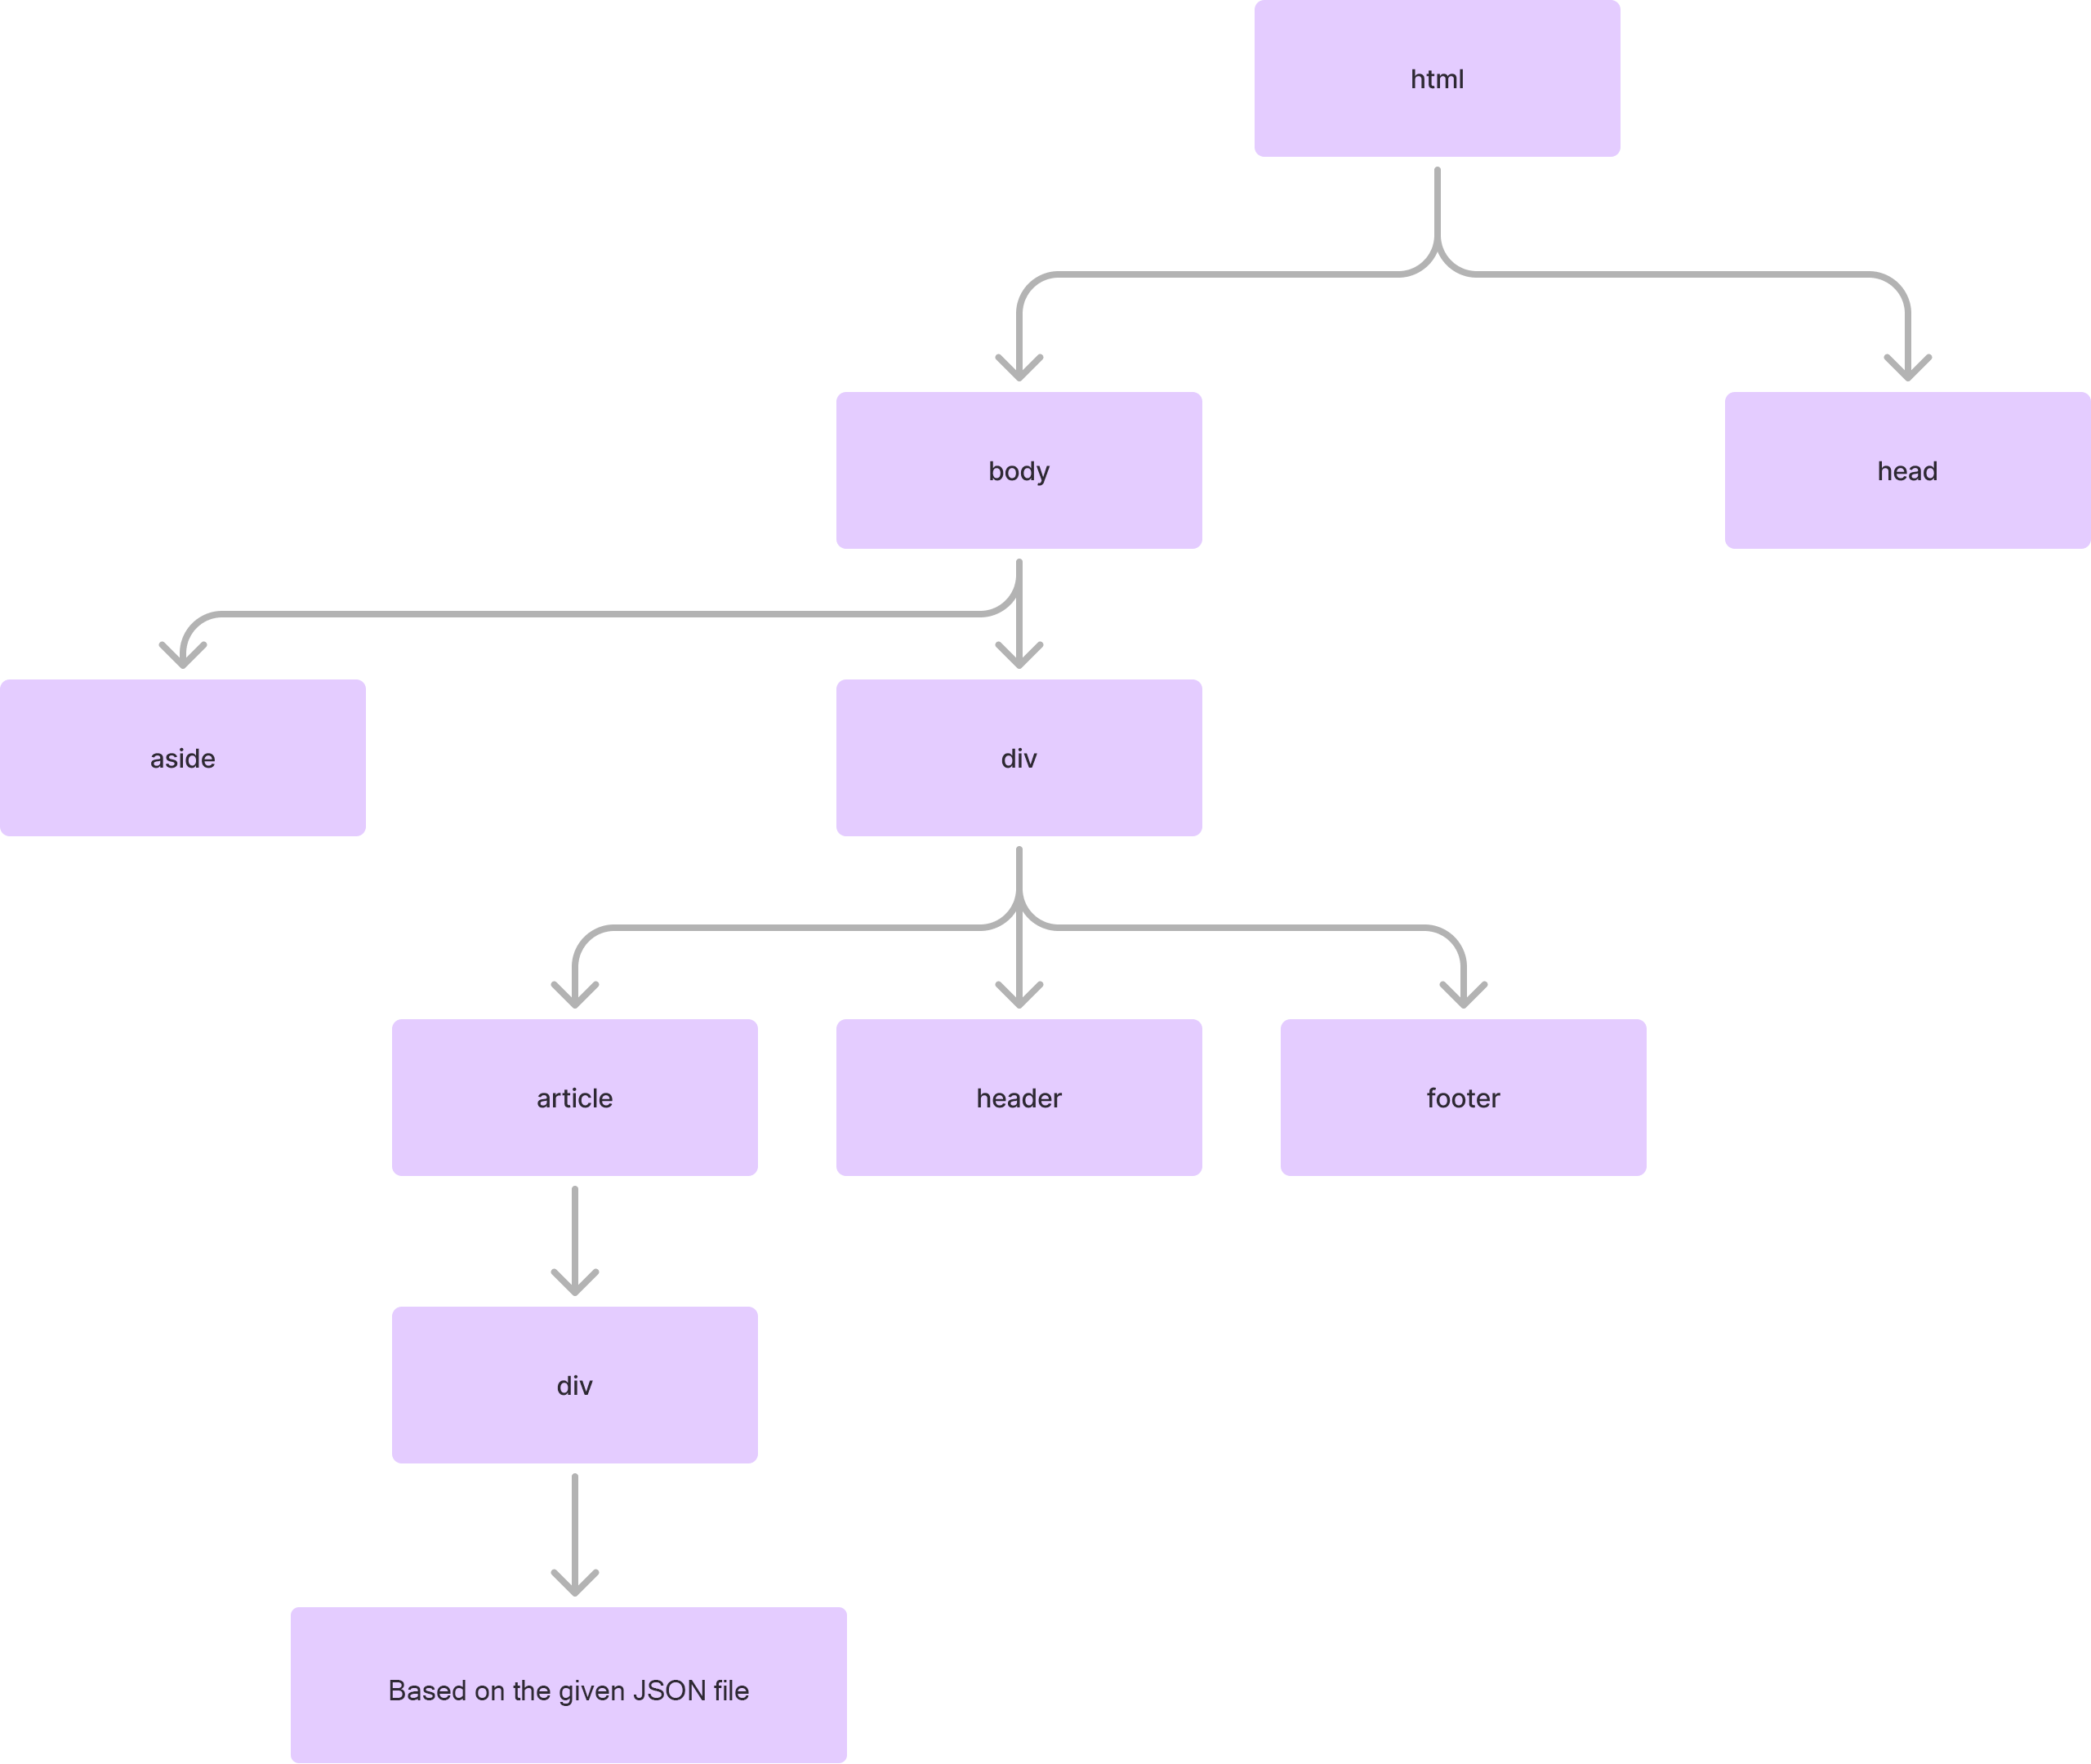 html
body
head
aside
div
article
header
footer
div
Based on the given JSON file